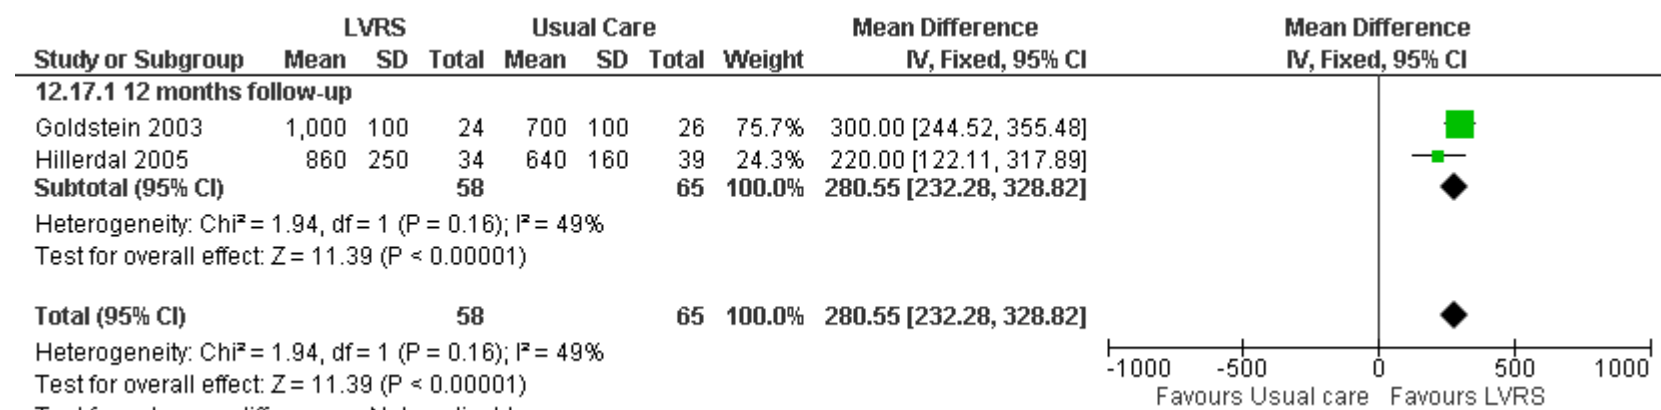 LVRS Usual Care Mean Difference Mean Difference
Study or Subgroup Mean SD Total Mean SD Total Weight IV, Fixed, 95% CI IV, Fixed, 95% CI
12.17.1 12 months follow-up
Goldstein 2003 1,000 100 24 700 100 26 75.7% 300.00 [244.52, 355.48]
Hillerdal 2005 860 250 34 640 160 39 24.3% 220.00 [122.11, 317.89]
Subtotal (95% CI) 58 65 100.0% 280.55 [232.28, 328.82]
Heterogeneity: Chi² = 1.94, df = 1 (P = 0.16); I² = 49%
Test for overall effect: Z = 11.39 (P < 0.00001)
Total (95% CI) 58 65 100.0% 280.55 [232.28, 328.82]
Heterogeneity: Chi² = 1.94, df = 1 (P = 0.16); I² = 49%
Test for overall effect: Z = 11.39 (P < 0.00001)
-1000 -500 0 500 1000
Favours Usual care Favours LVRS